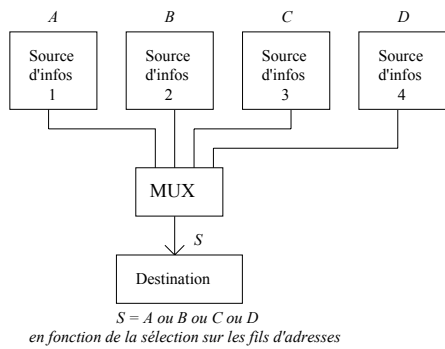 A B C D
Source Source Source Source
d'infos d'infos d'infos d'infos
1 2 3 4
MUX
S
Destination
S = A ou B ou C ou D
en fonction de la sélection sur les fils d'adresses